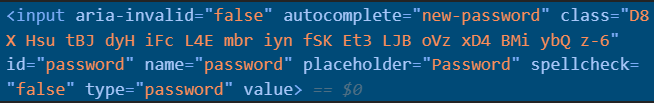 <input aria-invalid="false" autocomplete="new-password" class="D8
X Hsu tBJ dyH iFc L4E mbr iyn fSK Et3 LJB oVz xD4 BMi ybQ z-6"
id="password" name="password" placeholder="Password" spellcheck=
"false" type="password" value> == $0